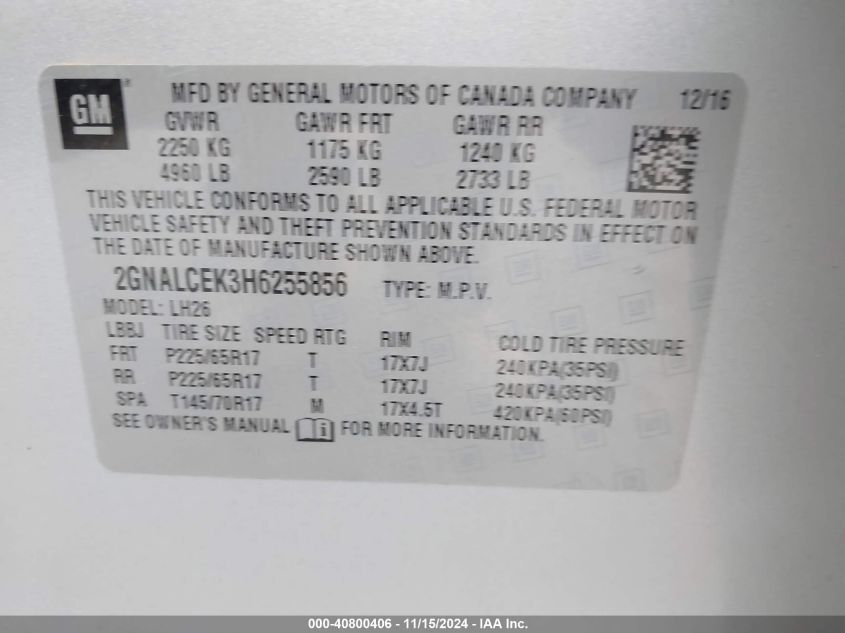 GM ®
MFD BY GENERAL MOTORS OF CANADA COMPANY 12/16
GVWR GAWR FRT GAWR RR
2250 KG 1175 KG 1240 KG
4960 LB 2590 LB 2733 LB
THIS VEHICLE CONFORMS TO ALL APPLICABLE U.S. FEDERAL MOTOR
VEHICLE SAFETY AND THEFT PREVENTION STANDARDS IN EFFECT ON
THE DATE OF MANUFACTURE SHOWN ABOVE.
2GNALCEK3H6255856 TYPE: M.P.V.
MODEL: LH26
LBBJ TIRE SIZE SPEED RTG RIM COLD TIRE PRESSURE
FRT P225/65R17 T 17X7J 240KPA(35PSI)
RR P225/65R17 T 17X7J 240KPA(35PSI)
SPA T145/70R17 M 17X4.5T 420KPA(60PSI)
SEE OWNER'S MANUAL i FOR MORE INFORMATION.
000-40800406 - 11/15/2024 - IAA Inc.